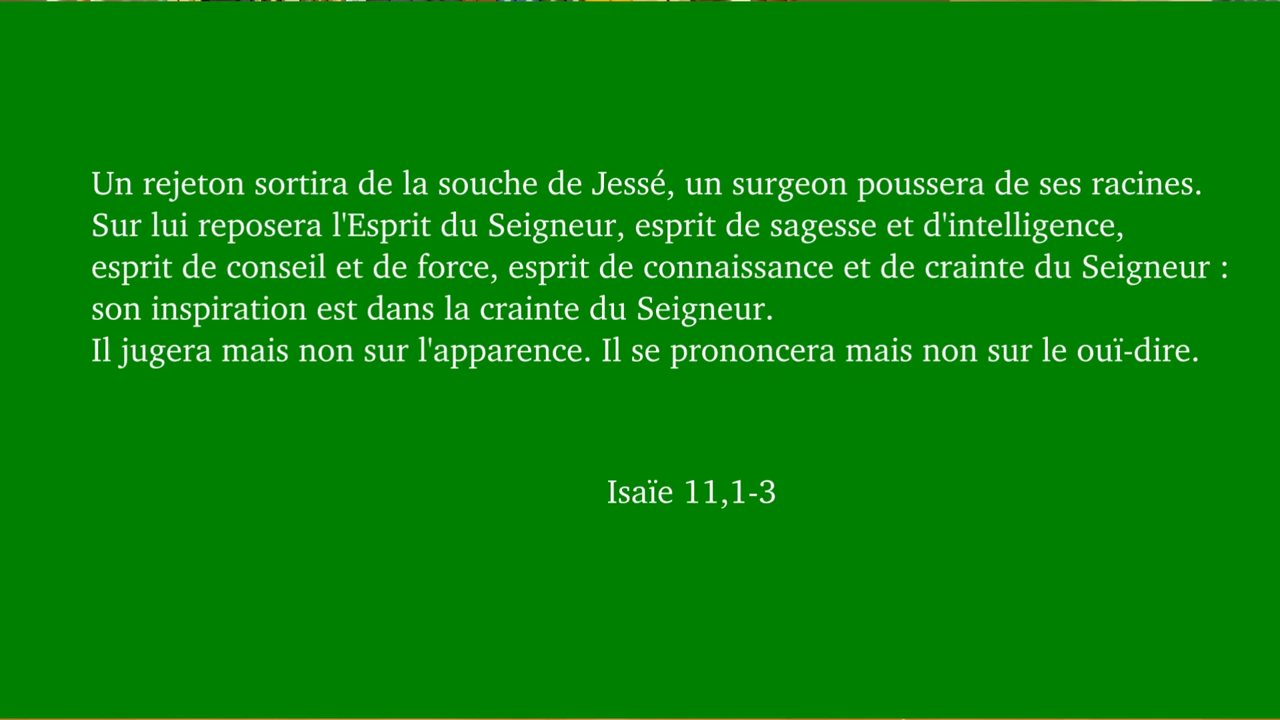 Un rejeton sortira de la souche de Jessé, un surgeon poussera de ses racines.
Sur lui reposera l'Esprit du Seigneur, esprit de sagesse et d'intelligence,
esprit de conseil et de force, esprit de connaissance et de crainte du Seigneur :
son inspiration est dans la crainte du Seigneur.
Il jugera mais non sur l'apparence. Il se prononcera mais non sur le ouï-dire.
Isaïe 11,1-3